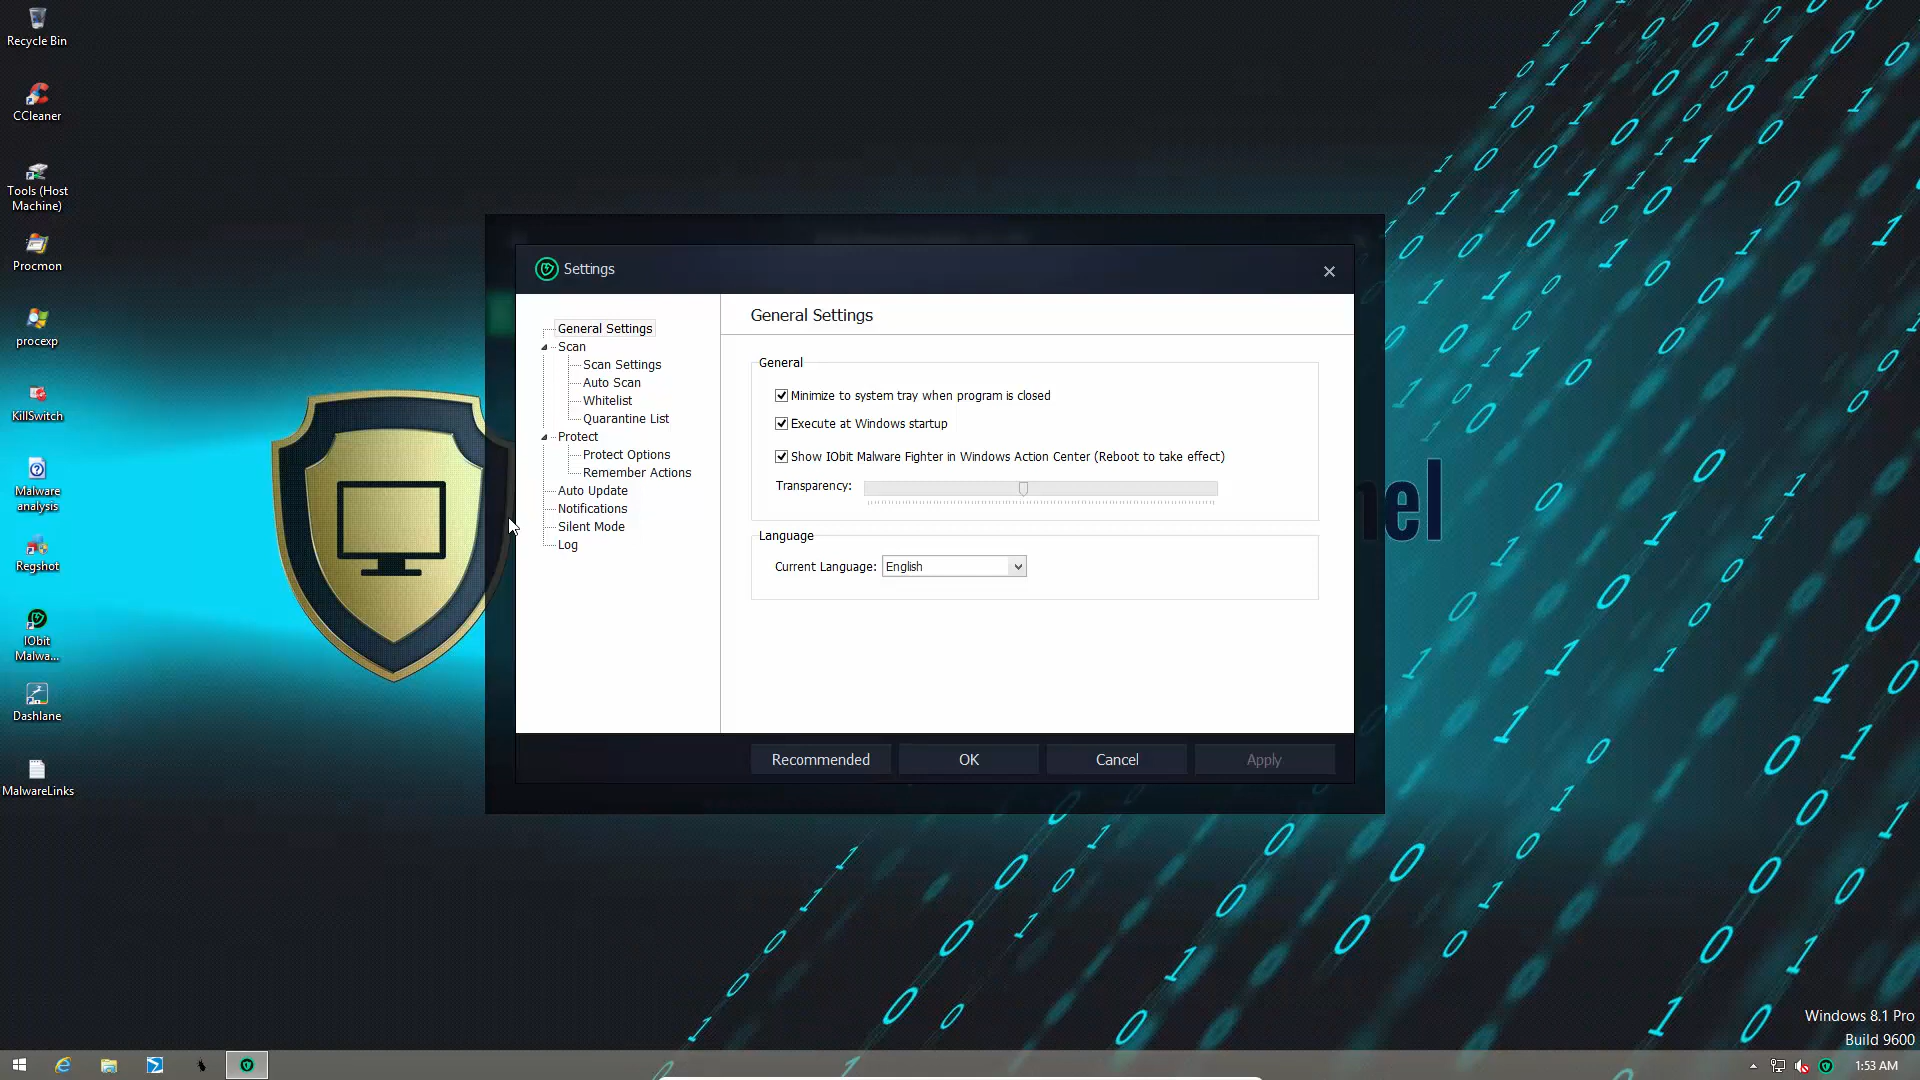 Recycle Bin
CCleaner
Tools (Host
Machine)
Procmon
procexp
KillSwitch
Malware
analysis
Regshot
IObit
Malwa...
Dashlane
MalwareLinks
Settings
General Settings
Scan
Scan Settings
Auto Scan
Whitelist
Quarantine List
Protect
Protect Options
Remember Actions
Auto Update
Notifications
Silent Mode
Log
General Settings
General
Minimize to system tray when program is closed
Execute at Windows startup
Show IObit Malware Fighter in Windows Action Center (Reboot to take effect)
Transparency:
Language
Current Language: English
Recommended
OK
Cancel
Apply
nel
Windows 8.1 Pro
Build 9600
1:53 AM